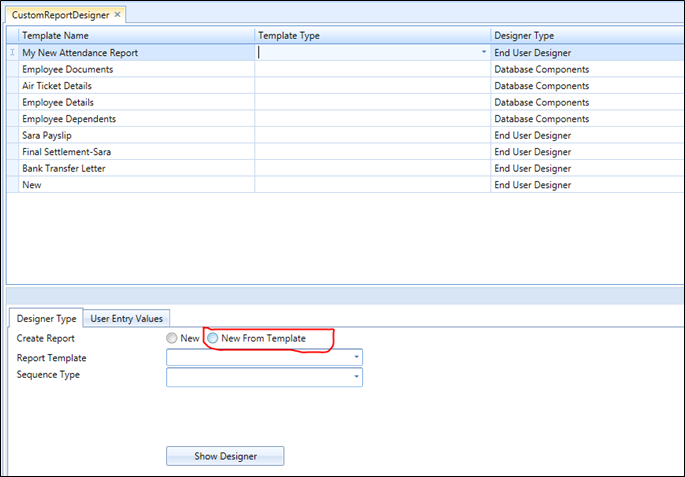 CustomReportDesigner ×
Template Name Template Type Designer Type
My New Attendance Report End User Designer
Employee Documents Database Components
Air Ticket Details Database Components
Employee Details Database Components
Employee Dependents Database Components
Sara Payslip End User Designer
Final Settlement-Sara End User Designer
Bank Transfer Letter End User Designer
New End User Designer
Designer Type User Entry Values
Create Report New New From Template
Report Template
Sequence Type
Show Designer